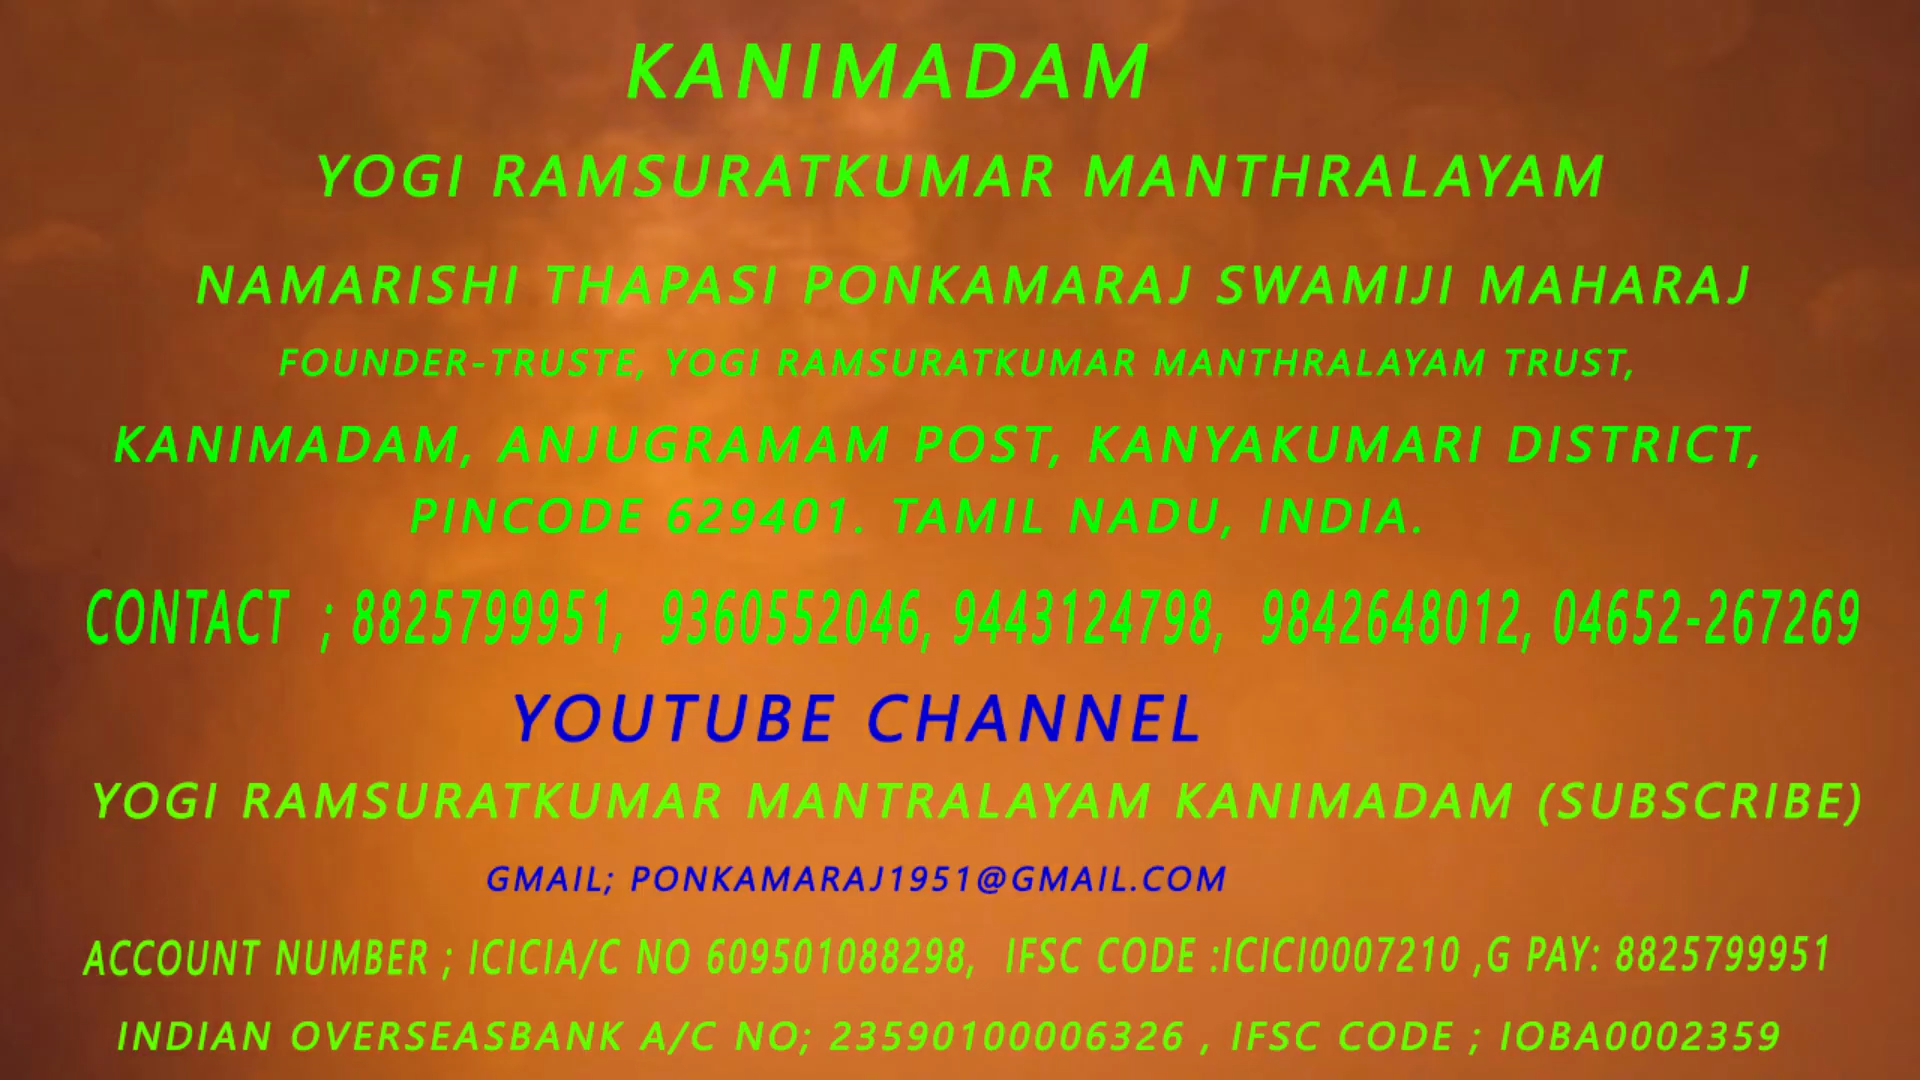 KANIMADAM
YOGI RAMSURATKUMAR MANTHRALAYAM
NAMARISHI THAPASI PONKAMARAJ SWAMIJI MAHARAJ
FOUNDER-TRUSTE, YOGI RAMSURATKUMAR MANTHRALAYAM TRUST,
KANIMADAM, ANJUGRAMAM POST, KANYAKUMARI DISTRICT,
PINCODE 629401. TAMIL NADU, INDIA.
CONTACT ; 8825799951, 9360552046, 9443124798, 9842648012, 04652-267269
YOUTUBE CHANNEL
YOGI RAMSURATKUMAR MANTRALAYAM KANIMADAM (SUBSCRIBE)
GMAIL; PONKAMARAJ1951@GMAIL.COM
ACCOUNT NUMBER ; ICICIA/C NO 609501088298, IFSC CODE :ICICI0007210 ,G PAY: 8825799951
INDIAN OVERSEASBANK A/C NO; 23590100006326 , IFSC CODE ; IOBA0002359